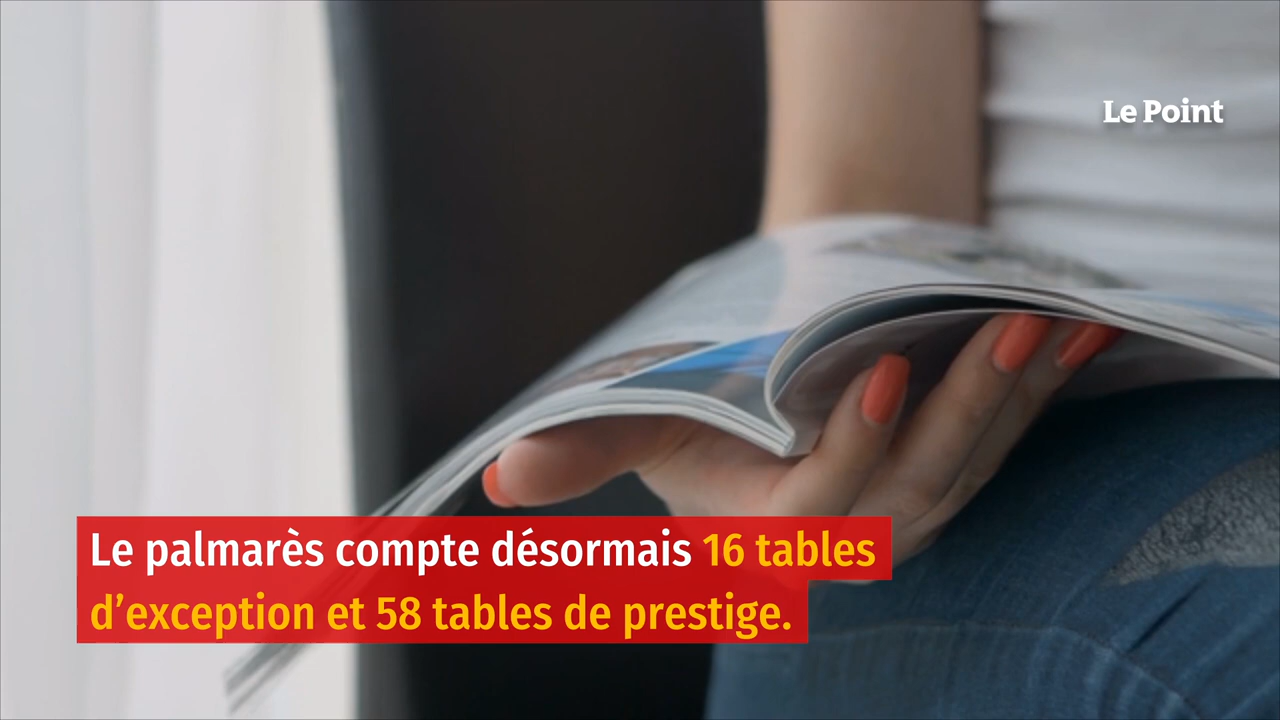 Le Point
Le palmarès compte désormais 16 tables
d’exception et 58 tables de prestige.